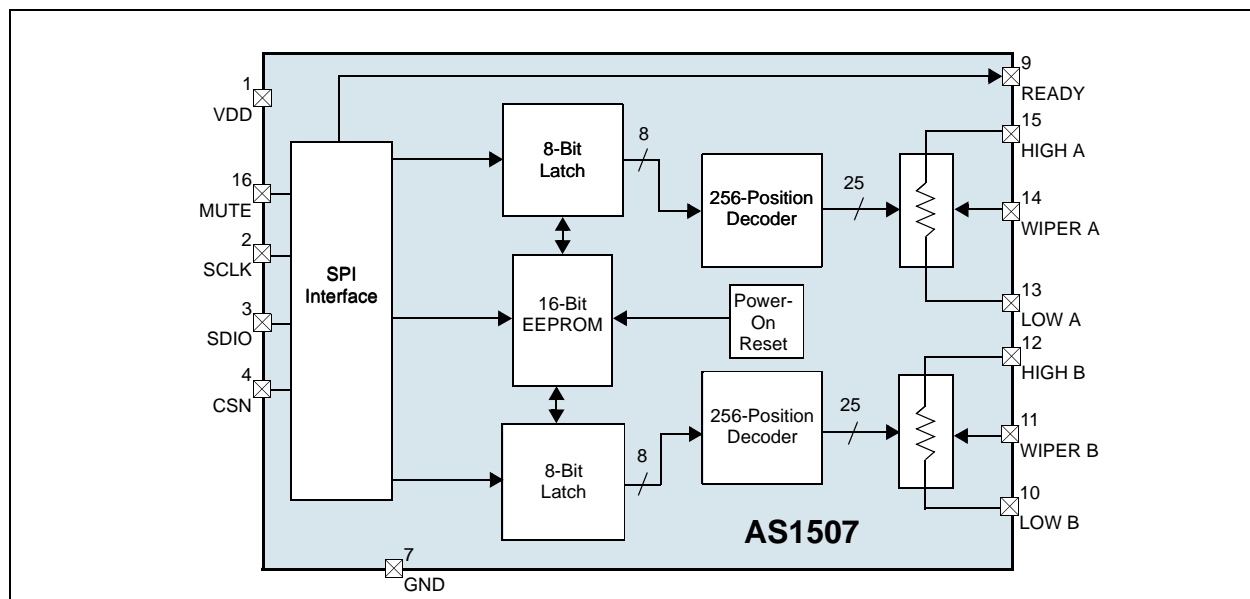 1
VDD
16
MUTE
2
SCLK
3
SDIO
4
CSN
SPI
Interface
8-Bit
Latch
8
256-Position
Decoder
25
16-Bit
EEPROM
Power-
On
Reset
8-Bit
Latch
8
256-Position
Decoder
25
9
READY
15
HIGH A
14
WIPER A
13
LOW A
12
HIGH B
11
WIPER B
10
LOW B
AS1507
7
GND